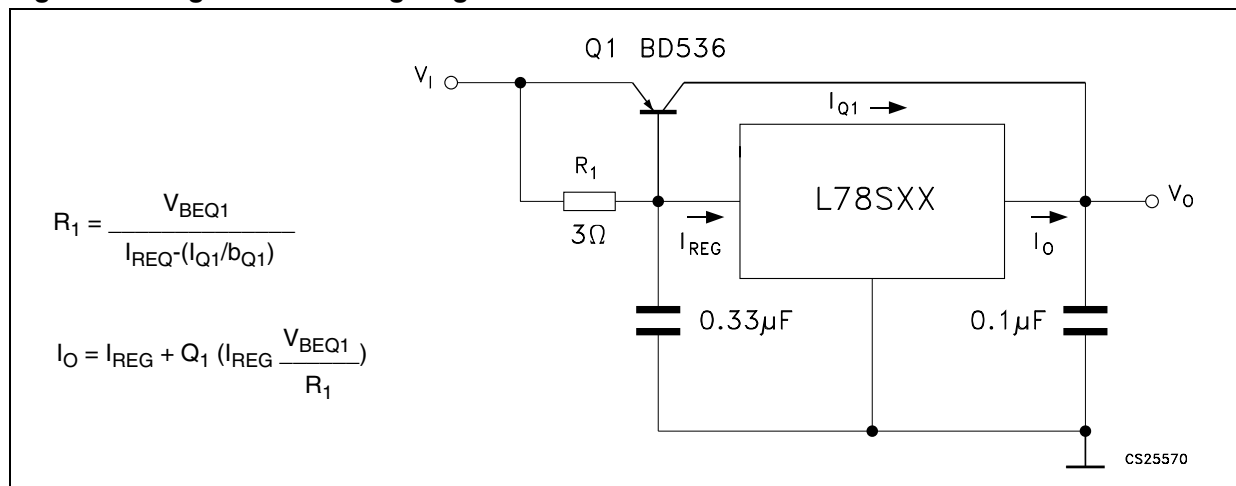 Q1 BD536
V_I
I_Q1
R_1
3Ω
I_REG
L78SXX
I_O
V_O
0.33µF
0.1µF
R_1 = V_BEQ1
I_REQ-(I_Q1/b_Q1)
I_O = I_REG + Q_1 (I_REG V_BEQ1
R_1 )
CS25570